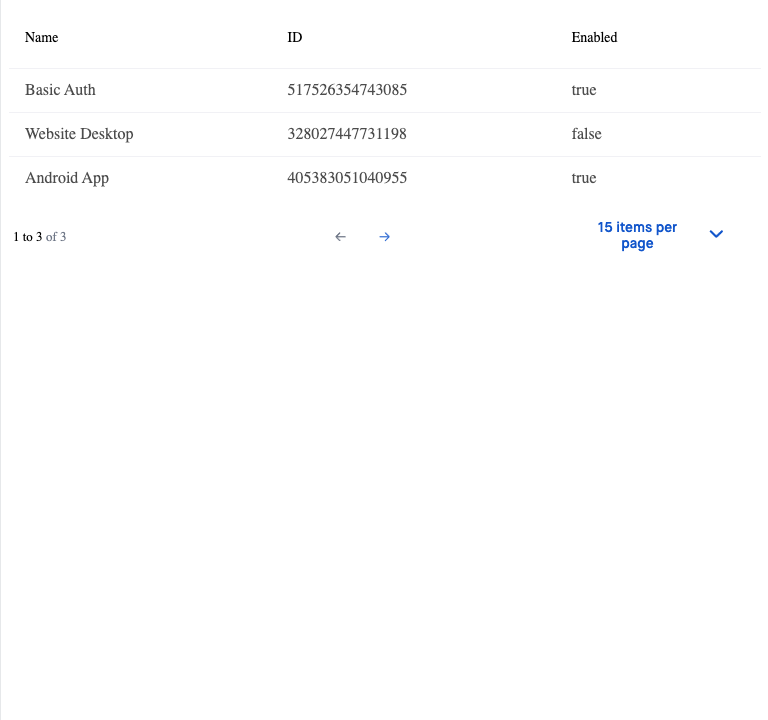 Name ID Enabled
Basic Auth 517526354743085 true
Website Desktop 328027447731198 false
Android App 405383051040955 true
1 to 3 of 3
15 items per
page